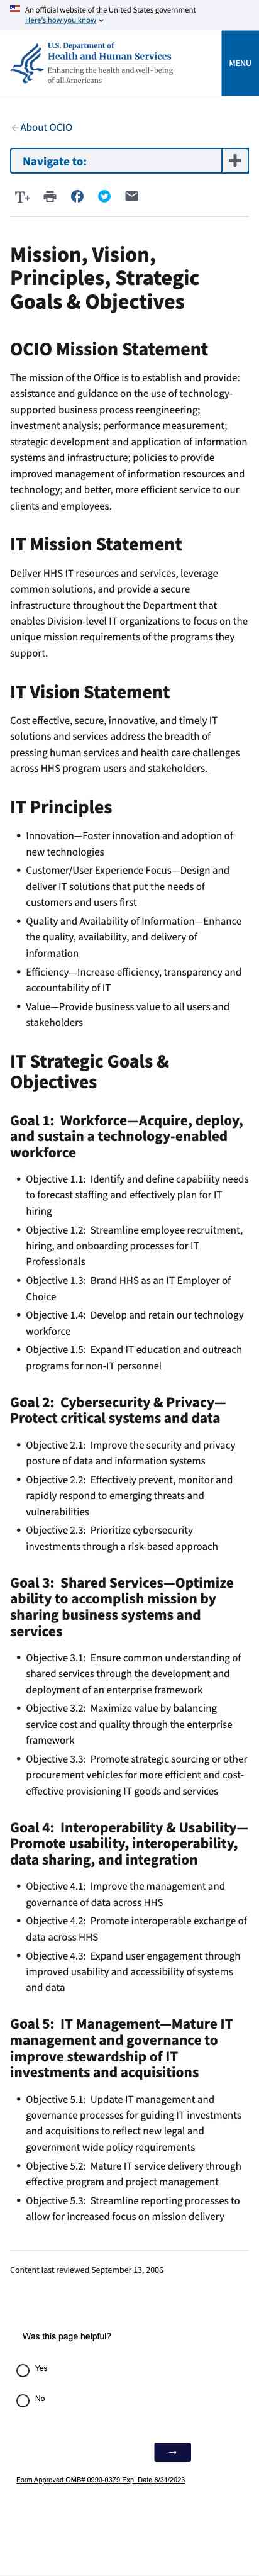 An official website of the United States government
Here's how you know
U.S. Department of
Health and Human Services
Enhancing the health and well-being
of all Americans
MENU
About OCIO
Navigate to:
T+
Mission, Vision,
Principles, Strategic
Goals & Objectives
OCIO Mission Statement
The mission of the Office is to establish and provide:
assistance and guidance on the use of technology-
supported business process reengineering;
investment analysis; performance measurement;
strategic development and application of information
systems and infrastructure; policies to provide
improved management of information resources and
technology; and better, more efficient service to our
clients and employees.
IT Mission Statement
Deliver HHS IT resources and services, leverage
common solutions, and provide a secure
infrastructure throughout the Department that
enables Division-level IT organizations to focus on the
unique mission requirements of the programs they
support.
IT Vision Statement
Cost effective, secure, innovative, and timely IT
solutions and services address the breadth of
pressing human services and health care challenges
across HHS program users and stakeholders.
IT Principles
• Innovation—Foster innovation and adoption of
new technologies
• Customer/User Experience Focus—Design and
deliver IT solutions that put the needs of
customers and users first
• Quality and Availability of Information—Enhance
the quality, availability, and delivery of
information
• Efficiency—Increase efficiency, transparency and
accountability of IT
• Value—Provide business value to all users and
stakeholders
IT Strategic Goals &
Objectives
Goal 1:  Workforce—Acquire, deploy,
and sustain a technology-enabled
workforce
• Objective 1.1:  Identify and define capability needs
to forecast staffing and effectively plan for IT
hiring
• Objective 1.2:  Streamline employee recruitment,
hiring, and onboarding processes for IT
Professionals
• Objective 1.3:  Brand HHS as an IT Employer of
Choice
• Objective 1.4:  Develop and retain our technology
workforce
• Objective 1.5:  Expand IT education and outreach
programs for non-IT personnel
Goal 2:  Cybersecurity & Privacy—
Protect critical systems and data
• Objective 2.1:  Improve the security and privacy
posture of data and information systems
• Objective 2.2:  Effectively prevent, monitor and
rapidly respond to emerging threats and
vulnerabilities
• Objective 2.3:  Prioritize cybersecurity
investments through a risk-based approach
Goal 3:  Shared Services—Optimize
ability to accomplish mission by
sharing business systems and
services
• Objective 3.1:  Ensure common understanding of
shared services through the development and
deployment of an enterprise framework
• Objective 3.2:  Maximize value by balancing
service cost and quality through the enterprise
framework
• Objective 3.3:  Promote strategic sourcing or other
procurement vehicles for more efficient and cost-
effective provisioning IT goods and services
Goal 4:  Interoperability & Usability—
Promote usability, interoperability,
data sharing, and integration
• Objective 4.1:  Improve the management and
governance of data across HHS
• Objective 4.2:  Promote interoperable exchange of
data across HHS
• Objective 4.3:  Expand user engagement through
improved usability and accessibility of systems
and data
Goal 5:  IT Management—Mature IT
management and governance to
improve stewardship of IT
investments and acquisitions
• Objective 5.1:  Update IT management and
governance processes for guiding IT investments
and acquisitions to reflect new legal and
government wide policy requirements
• Objective 5.2:  Mature IT service delivery through
effective program and project management
• Objective 5.3:  Streamline reporting processes to
allow for increased focus on mission delivery
Content last reviewed September 13, 2006
Was this page helpful?
Yes
No
→
Form Approved OMB# 0990-0379 Exp. Date 8/31/2023